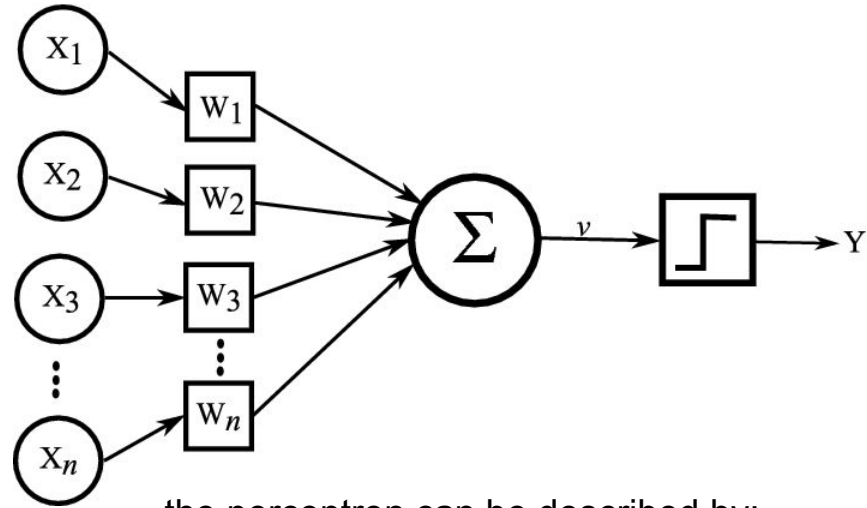 X1
W1
X2
W2
Σ
v
Y
X3
W3
Xn
Wn
the perceptron can be described by: